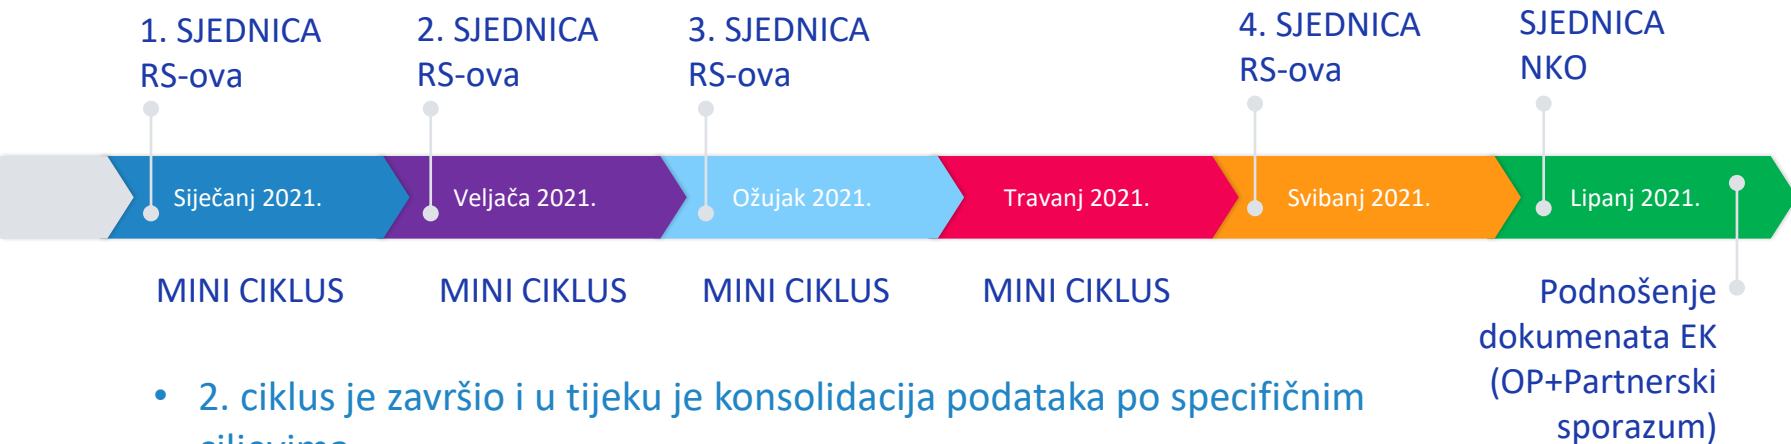 1. SJEDNICA
RS-ova
2. SJEDNICA
RS-ova
3. SJEDNICA
RS-ova
4. SJEDNICA
RS-ova
SJEDNICA
NKO
Siječanj 2021.
Veljača 2021.
Ožujak 2021.
Travanj 2021.
Svibanj 2021.
Lipanj 2021.
MINI CIKLUS
MINI CIKLUS
MINI CIKLUS
MINI CIKLUS
Podnošenje
dokumenata EK
(OP+Partnerski
sporazum)
• 2. ciklus je završio i u tijeku je konsolidacija podataka po specifičnim